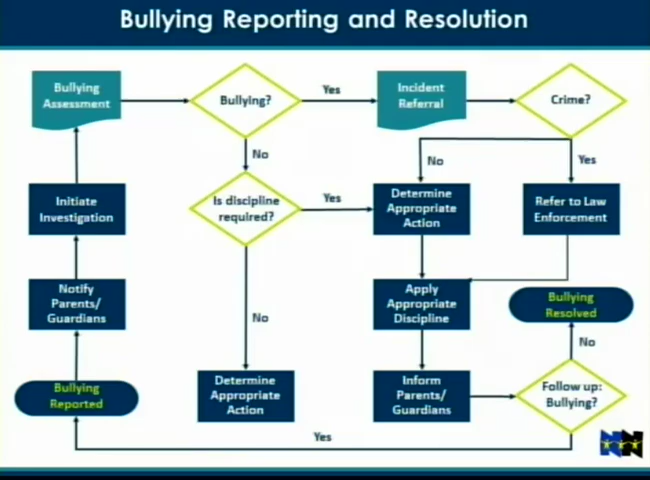 Bullying Reporting and Resolution
Bullying
Assessment
Bullying?
Yes
Incident
Referral
Crime?
No
No
Yes
Initiate
Investigation
Is discipline
required?
Yes
Determine
Appropriate
Action
Refer to Law
Enforcement
Notify
Parents/
Guardians
No
Apply
Appropriate
Discipline
Bullying
Resolved
No
Bullying
Reported
Determine
Appropriate
Action
Inform
Parents/
Guardians
Follow up:
Bullying?
Yes
NN